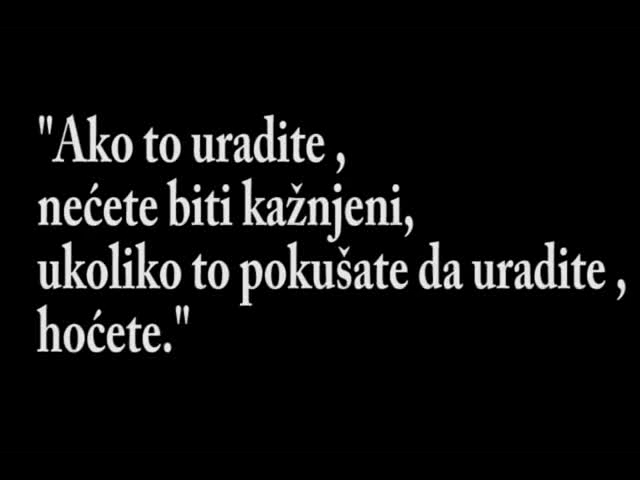 "Ako to uradite ,
nećete biti kažnjeni,
ukoliko to pokušate da uradite ,
hoćete."